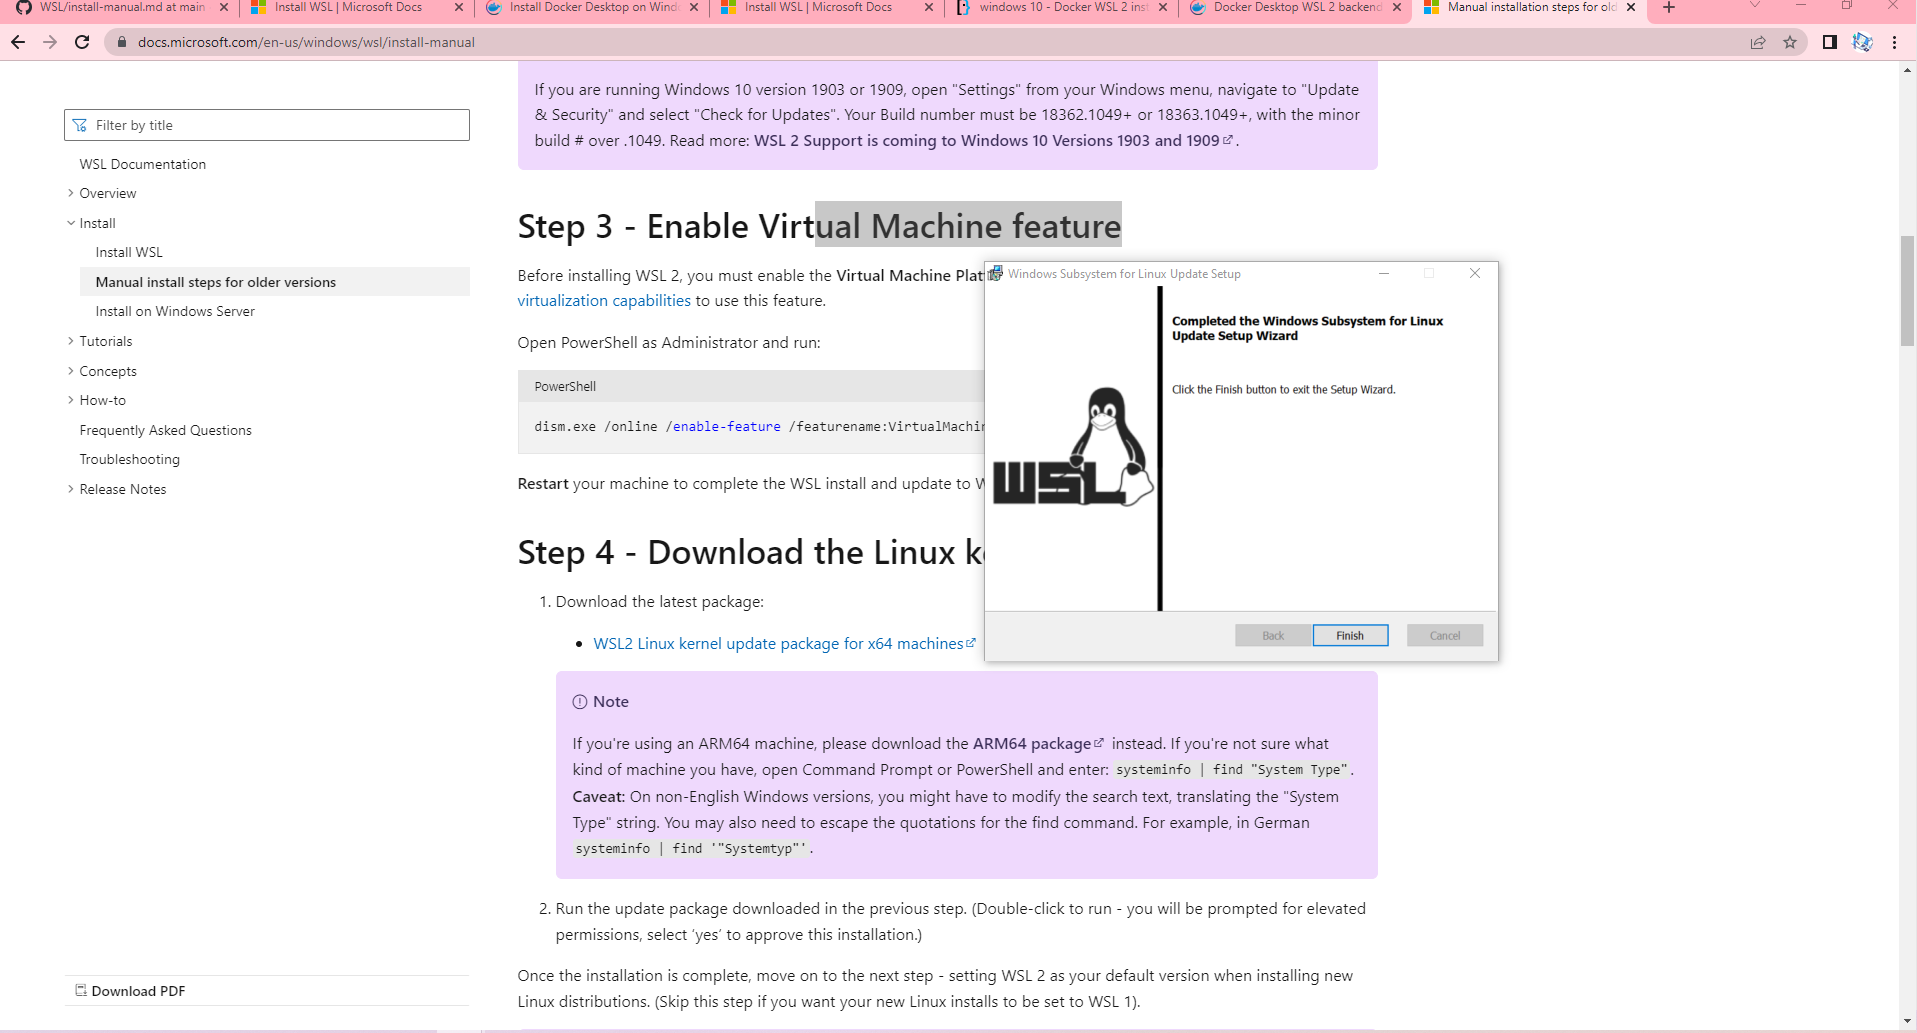 WSL/install-manual.md at main
Install WSL | Microsoft Docs
Install Docker Desktop on Wind
Install WSL | Microsoft Docs
windows 10 - Docker WSL 2 inst
Docker Desktop WSL 2 backend
Manual installation steps for old
docs.microsoft.com/en-us/windows/wsl/install-manual
Filter by title
WSL Documentation
Overview
Install
Install WSL
Manual install steps for older versions
Install on Windows Server
Tutorials
Concepts
How-to
Frequently Asked Questions
Troubleshooting
Release Notes
Download PDF
If you are running Windows 10 version 1903 or 1909, open "Settings" from your Windows menu, navigate to "Update
& Security" and select "Check for Updates". Your Build number must be 18362.1049+ or 18363.1049+, with the minor
build # over .1049. Read more: WSL 2 Support is coming to Windows 10 Versions 1903 and 1909.
Step 3 - Enable Virtual Machine feature
Before installing WSL 2, you must enable the Virtual Machine Plat
virtualization capabilities to use this feature.
Open PowerShell as Administrator and run:
PowerShell
dism.exe /online /enable-feature /featurename:VirtualMachin
Restart your machine to complete the WSL install and update to W
Step 4 - Download the Linux k
1. Download the latest package:
• WSL2 Linux kernel update package for x64 machines
Note
If you're using an ARM64 machine, please download the ARM64 package instead. If you're not sure what
kind of machine you have, open Command Prompt or PowerShell and enter: systeminfo | find "System Type".
Caveat: On non-English Windows versions, you might have to modify the search text, translating the "System
Type" string. You may also need to escape the quotations for the find command. For example, in German
systeminfo | find '"Systemtyp"'.
2. Run the update package downloaded in the previous step. (Double-click to run - you will be prompted for elevated
permissions, select ‘yes’ to approve this installation.)
Once the installation is complete, move on to the next step - setting WSL 2 as your default version when installing new
Linux distributions. (Skip this step if you want your new Linux installs to be set to WSL 1).
Windows Subsystem for Linux Update Setup
Completed the Windows Subsystem for Linux
Update Setup Wizard
Click the Finish button to exit the Setup Wizard.
WSL
Back
Finish
Cancel